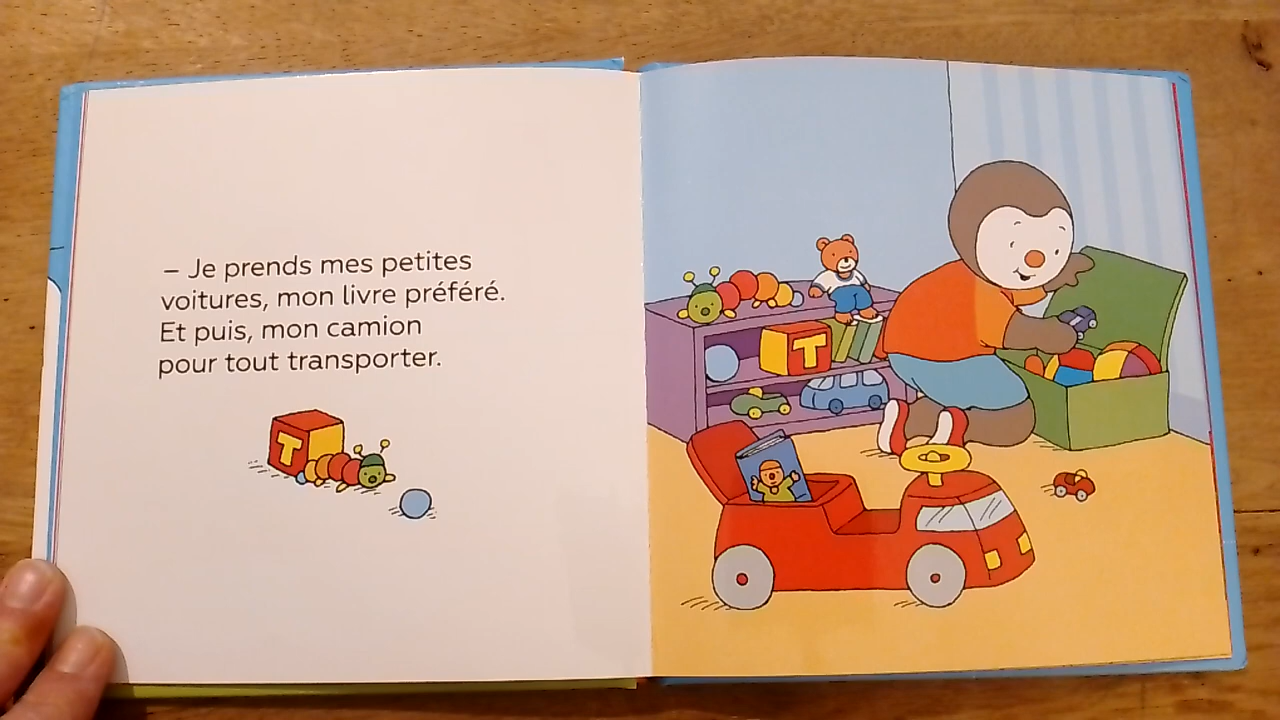 – Je prends mes petites
voitures, mon livre préféré.
Et puis, mon camion
pour tout transporter.
T
T